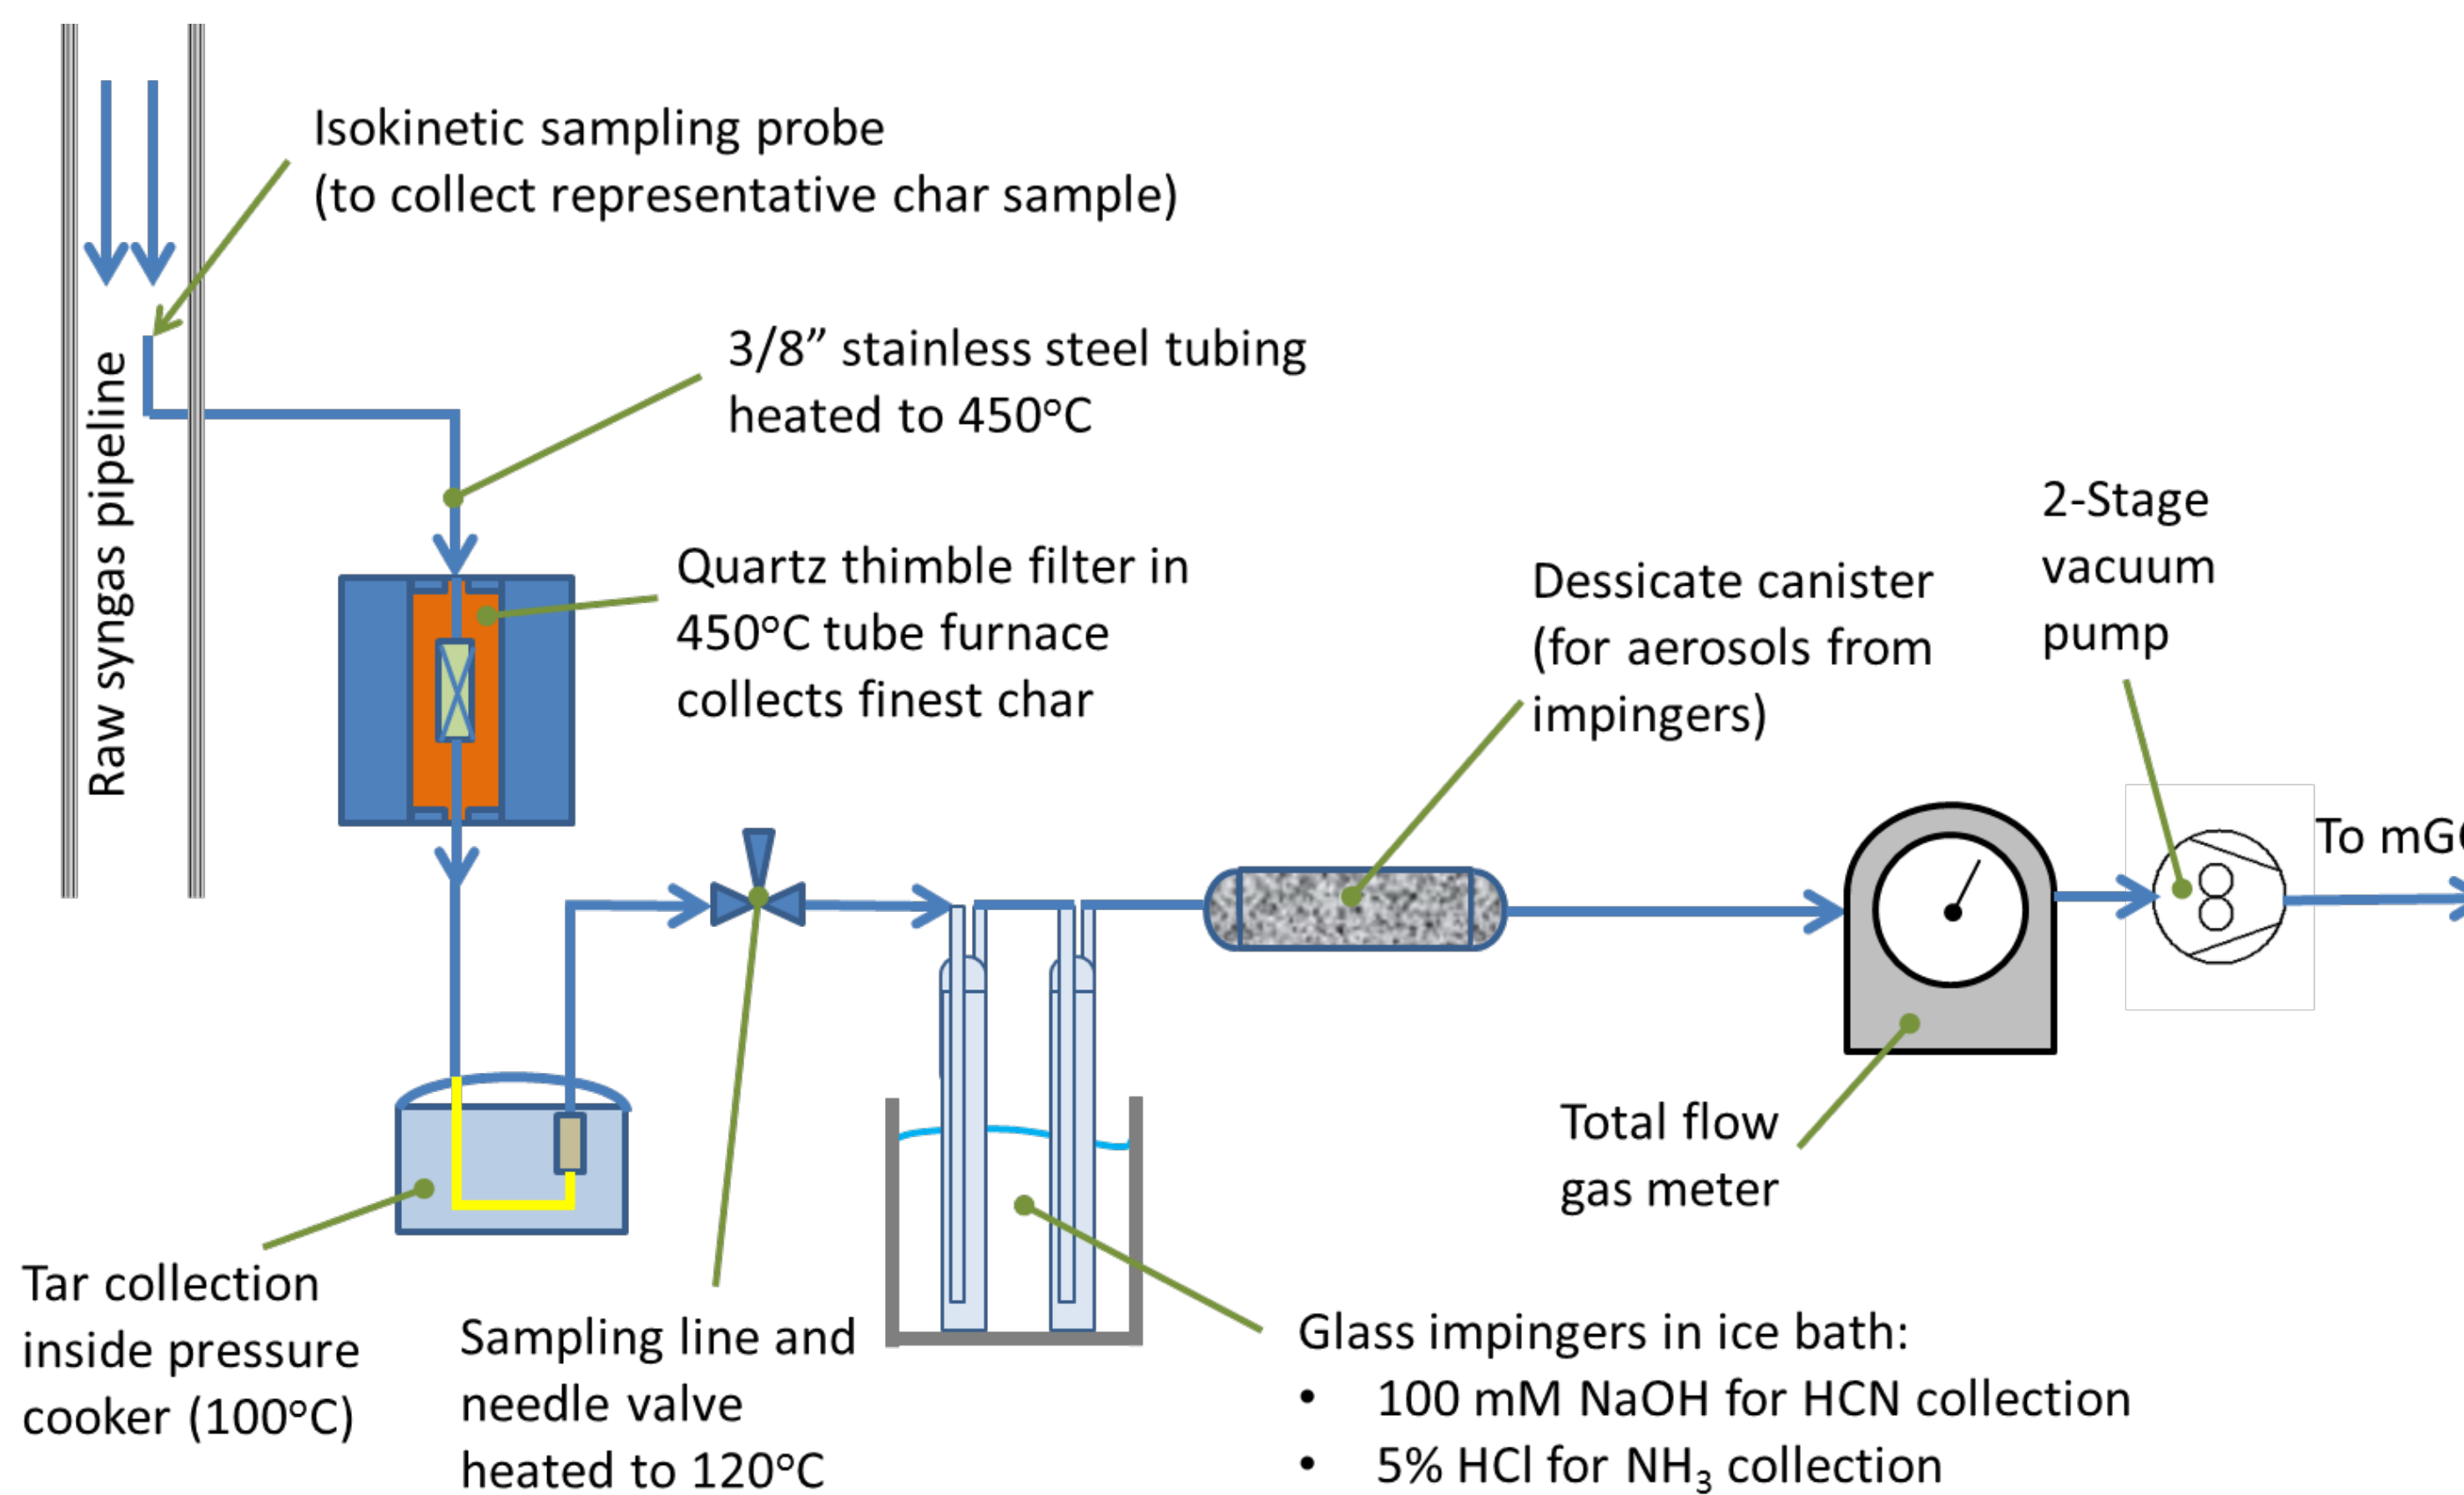 Isokinetic sampling probe
(to collect representative char sample)
3/8” stainless steel tubing
heated to 450°C
Raw syngas pipeline
Quartz thimble filter in
450°C tube furnace
collects finest char
Dessicate canister
(for aerosols from
impingers)
2-Stage
vacuum
pump
To
Total flow
gas meter
Tar collection
inside pressure
cooker (100°C)
Sampling line and
needle valve
heated to 120°C
Glass impingers in ice bath:
• 100 mM NaOH for HCN collection
• 5% HCl for NH₃ collection